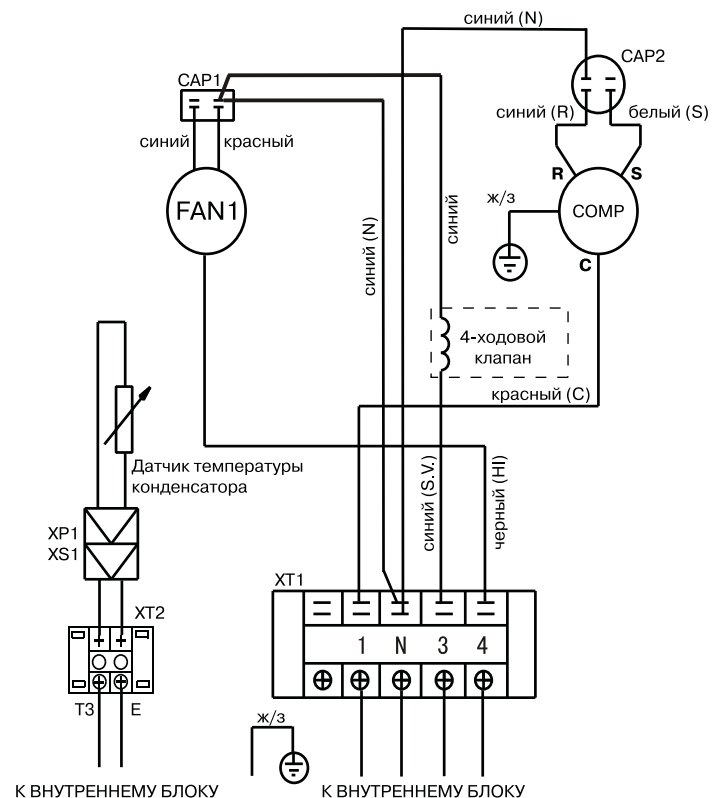 синий (N)
CAP2
CAP1
синий (R)
белый (S)
синий
красный
R
S
FAN1
COMP
ж/з
C
синий (N)
синий
4-ходовой
клапан
красный (C)
Датчик температуры
конденсатора
синий (S.V.)
черный (HI)
XP1
XS1
XT1
XT2
1
N
3
4
T3
E
ж/з
К ВНУТРЕННЕМУ БЛОКУ
К ВНУТРЕННЕМУ БЛОКУ